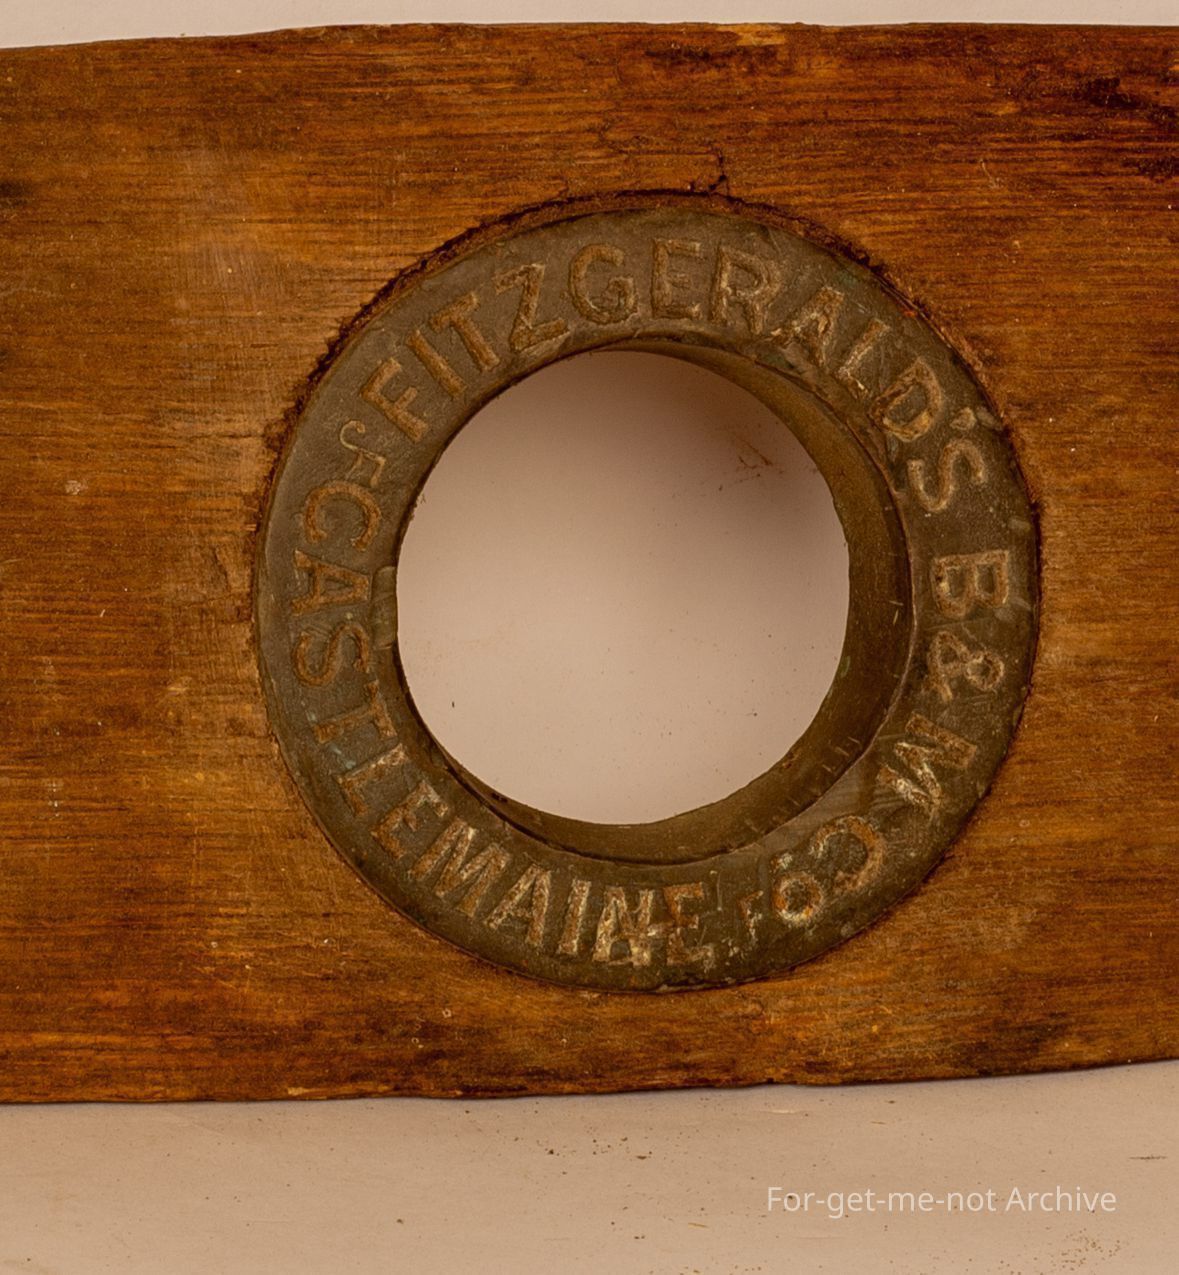 FITZGERALD'S B & M Co
CASTLEMAINE
For-get-me-not Archive